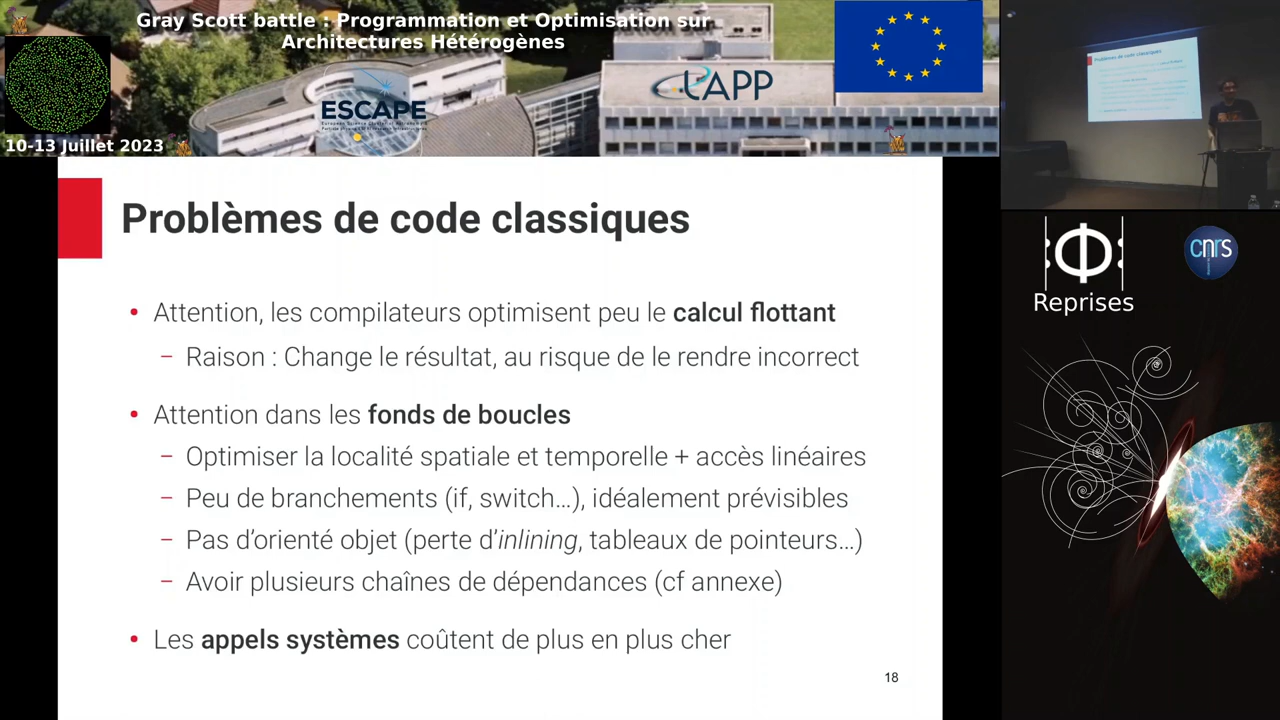 Gray Scott battle : Programmation et Optimisation sur
Architectures Hétérogènes
ESCAPE
LAPP
10-13 Juillet 2023
Problèmes de code classiques
Problèmes de code classiques
• Attention, les compilateurs optimisent peu le calcul flottant
– Raison : Change le résultat, au risque de le rendre incorrect
• Attention dans les fonds de boucles
– Optimiser la localité spatiale et temporelle + accès linéaires
– Peu de branchements (if, switch…), idéalement prévisibles
– Pas d’orienté objet (perte d’inlining, tableaux de pointeurs…)
– Avoir plusieurs chaînes de dépendances (cf annexe)
• Les appels systèmes coûtent de plus en plus cher
18
Reprises
cnrs